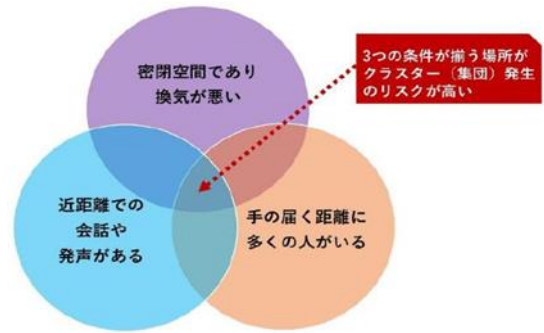 密閉空間であり
換気が悪い
3つの条件が揃う場所が
クラスター（集団）発生
のリスクが高い
近距離での
会話や
発声がある
手の届く距離に
多くの人がいる